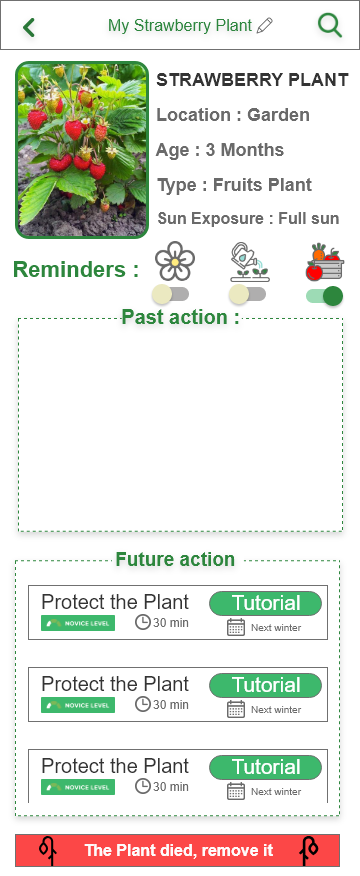 My Strawberry Plant
STRAWBERRY PLANT
Location : Garden
Age : 3 Months
Type : Fruits Plant
Sun Exposure : Full sun
Reminders :
Past action :
Future action
Protect the Plant
Tutorial
NOVICE LEVEL
30 min
Next winter
Protect the Plant
Tutorial
NOVICE LEVEL
30 min
Next winter
Protect the Plant
Tutorial
NOVICE LEVEL
30 min
Next winter
The Plant died, remove it